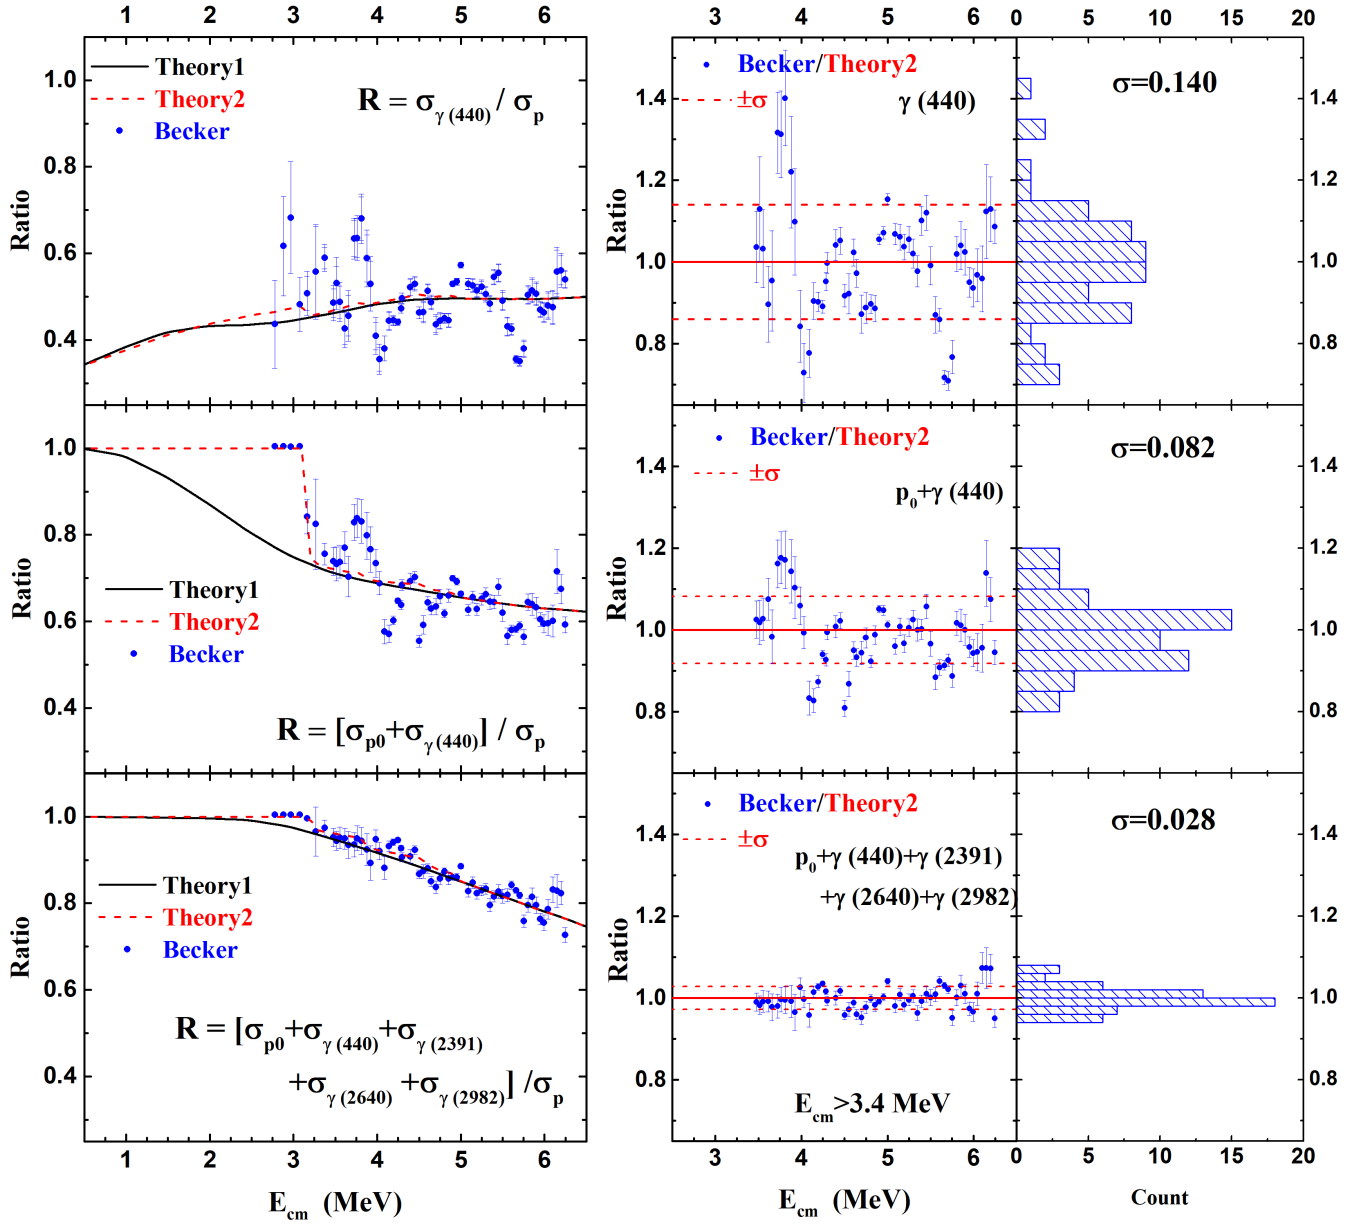 1 2 3 4 5 6 3 4 5 6 0 5 10 15 20
Theory1
Theory2
Becker
R = σγ (440) / σp
Ratio
1.0
0.8
0.6
0.4
Becker/Theory2
±σ
γ (440)
Ratio
1.4
1.2
1.0
0.8
σ=0.140
1.4
1.2
1.0
0.8
Theory1
Theory2
Becker
R = [σp0+σγ (440)] / σp
Ratio
1.0
0.8
0.6
0.4
Becker/Theory2
±σ
p0+γ (440)
Ratio
1.4
1.2
1.0
0.8
σ=0.082
1.4
1.2
1.0
0.8
Theory1
Theory2
Becker
R = [σp0+σγ (440)+σγ (2391)
+σγ (2640) +σγ (2982)] /σp
Ratio
1.0
0.8
0.6
0.4
Becker/Theory2
±σ
p0+γ (440)+γ (2391)
+γ (2640)+γ (2982)
Ecm>3.4 MeV
Ratio
1.4
1.2
1.0
0.8
σ=0.028
1.4
1.2
1.0
0.8
1 2 3 4 5 6 3 4 5 6 0 5 10 15 20
Ecm (MeV)
Ecm (MeV)
Count